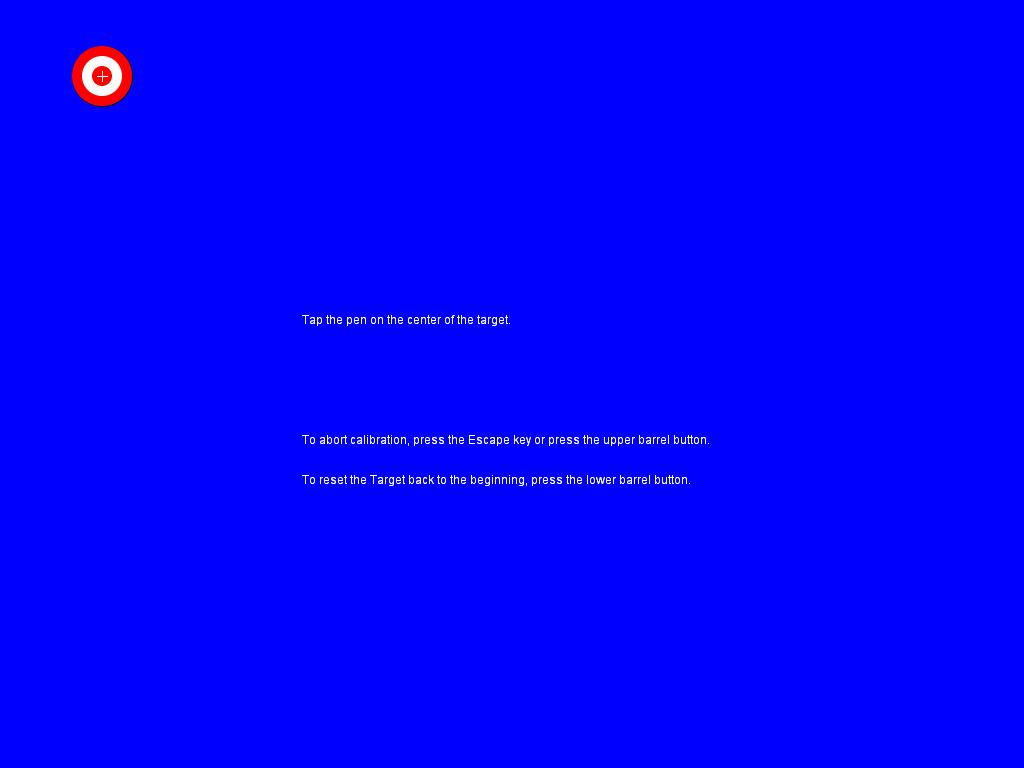 Tap the pen on the center of the target.
To abort calibration, press the Escape key or press the upper barrel button.
To reset the Target back to the beginning, press the lower barrel button.